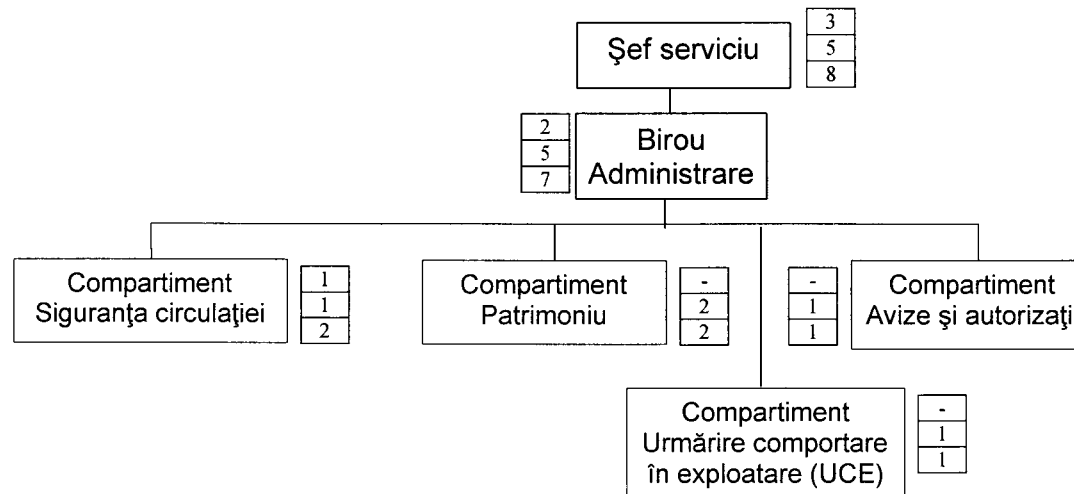 Şef serviciu
3
5
8
2
5
7
Birou
Administrare
Compartiment
Siguranţa circulaţiei
1
1
2
Compartiment
Patrimoniu
-
2
2
-
1
1
Compartiment
Avize şi autorizaţi
Compartiment
Urmărire comportare
în exploatare (UCE)
-
1
1